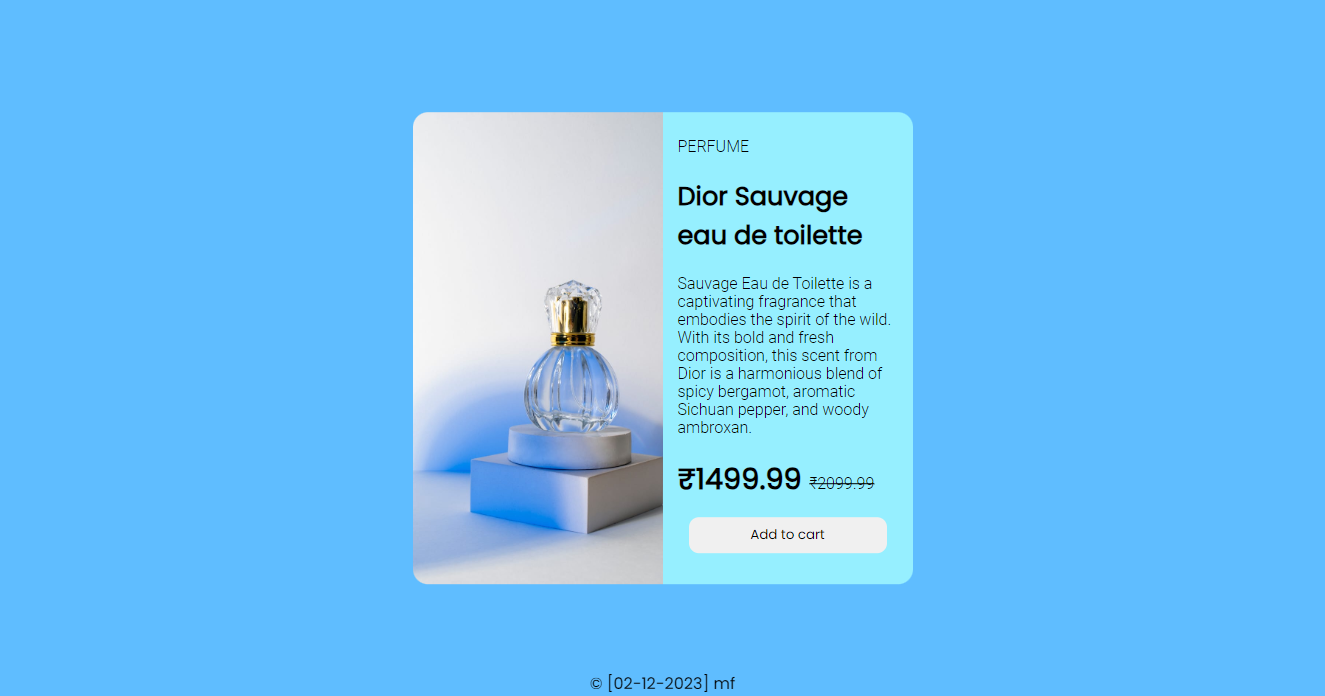 PERFUME
Dior Sauvage
eau de toilette
Sauvage Eau de Toilette is a
captivating fragrance that
embodies the spirit of the wild.
With its bold and fresh
composition, this scent from
Dior is a harmonious blend of
spicy bergamot, aromatic
Sichuan pepper, and woody
ambroxan.
₹1499.99 ₹2099.99
Add to cart
© [02-12-2023] mf